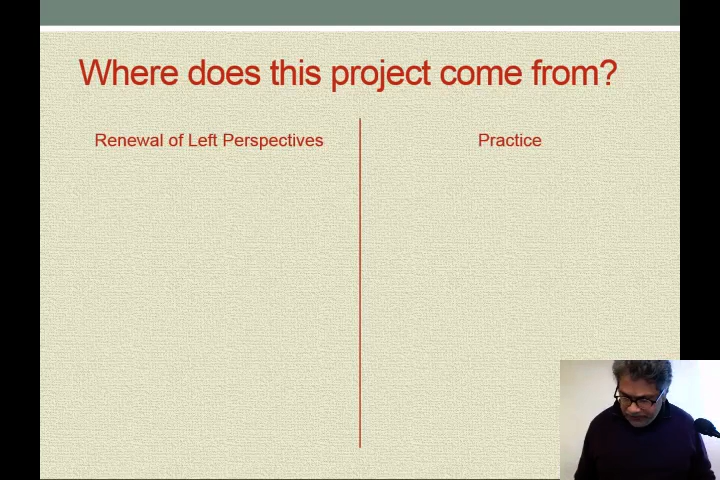 Where does this project come from?
Renewal of Left Perspectives
Practice